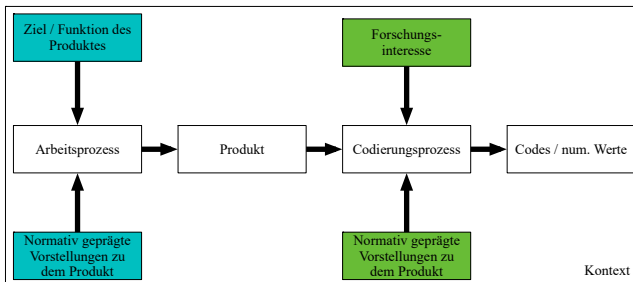 Ziel / Funktion des
Produktes
Forschungs-
interesse
Arbeitsprozess
Produkt
Codierungsprozess
Codes / num. Werte
Normativ geprägte
Vorstellungen zu
dem Produkt
Normativ geprägte
Vorstellungen zu
dem Produkt
Kontext